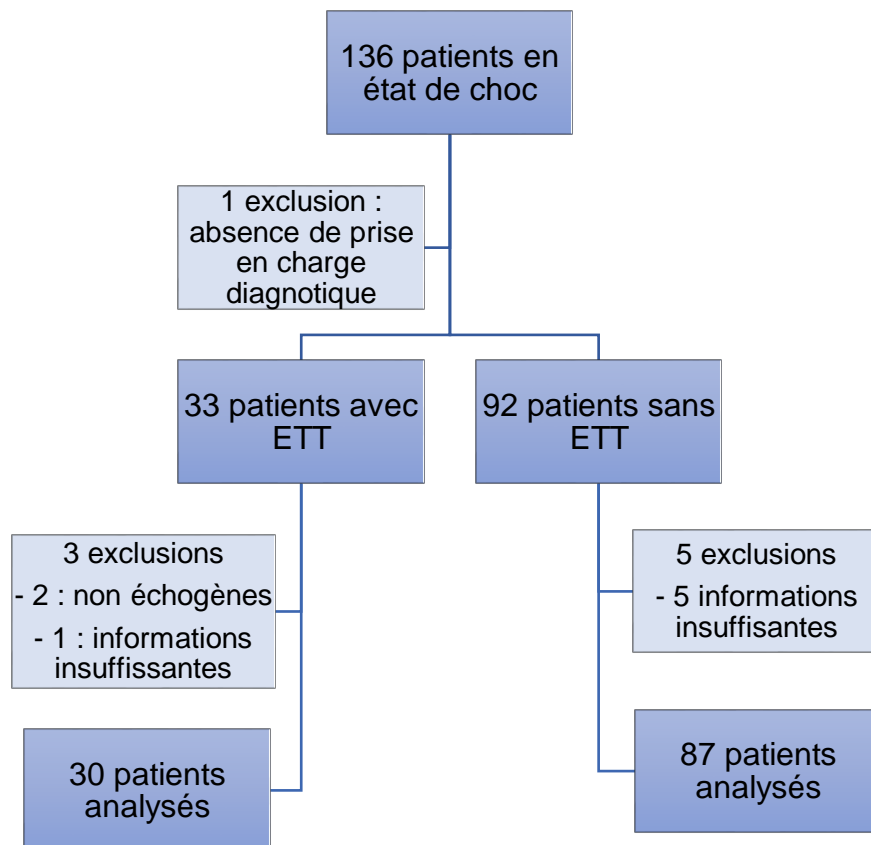 136 patients en
état de choc
1 exclusion :
absence de prise
en charge
diagnotique
33 patients avec
ETT
92 patients sans
ETT
3 exclusions
- 2 : non échogènes
- 1 : informations
insuffissantes
5 exclusions
- 5 informations
insuffisantes
30 patients
analysés
87 patients
analysés